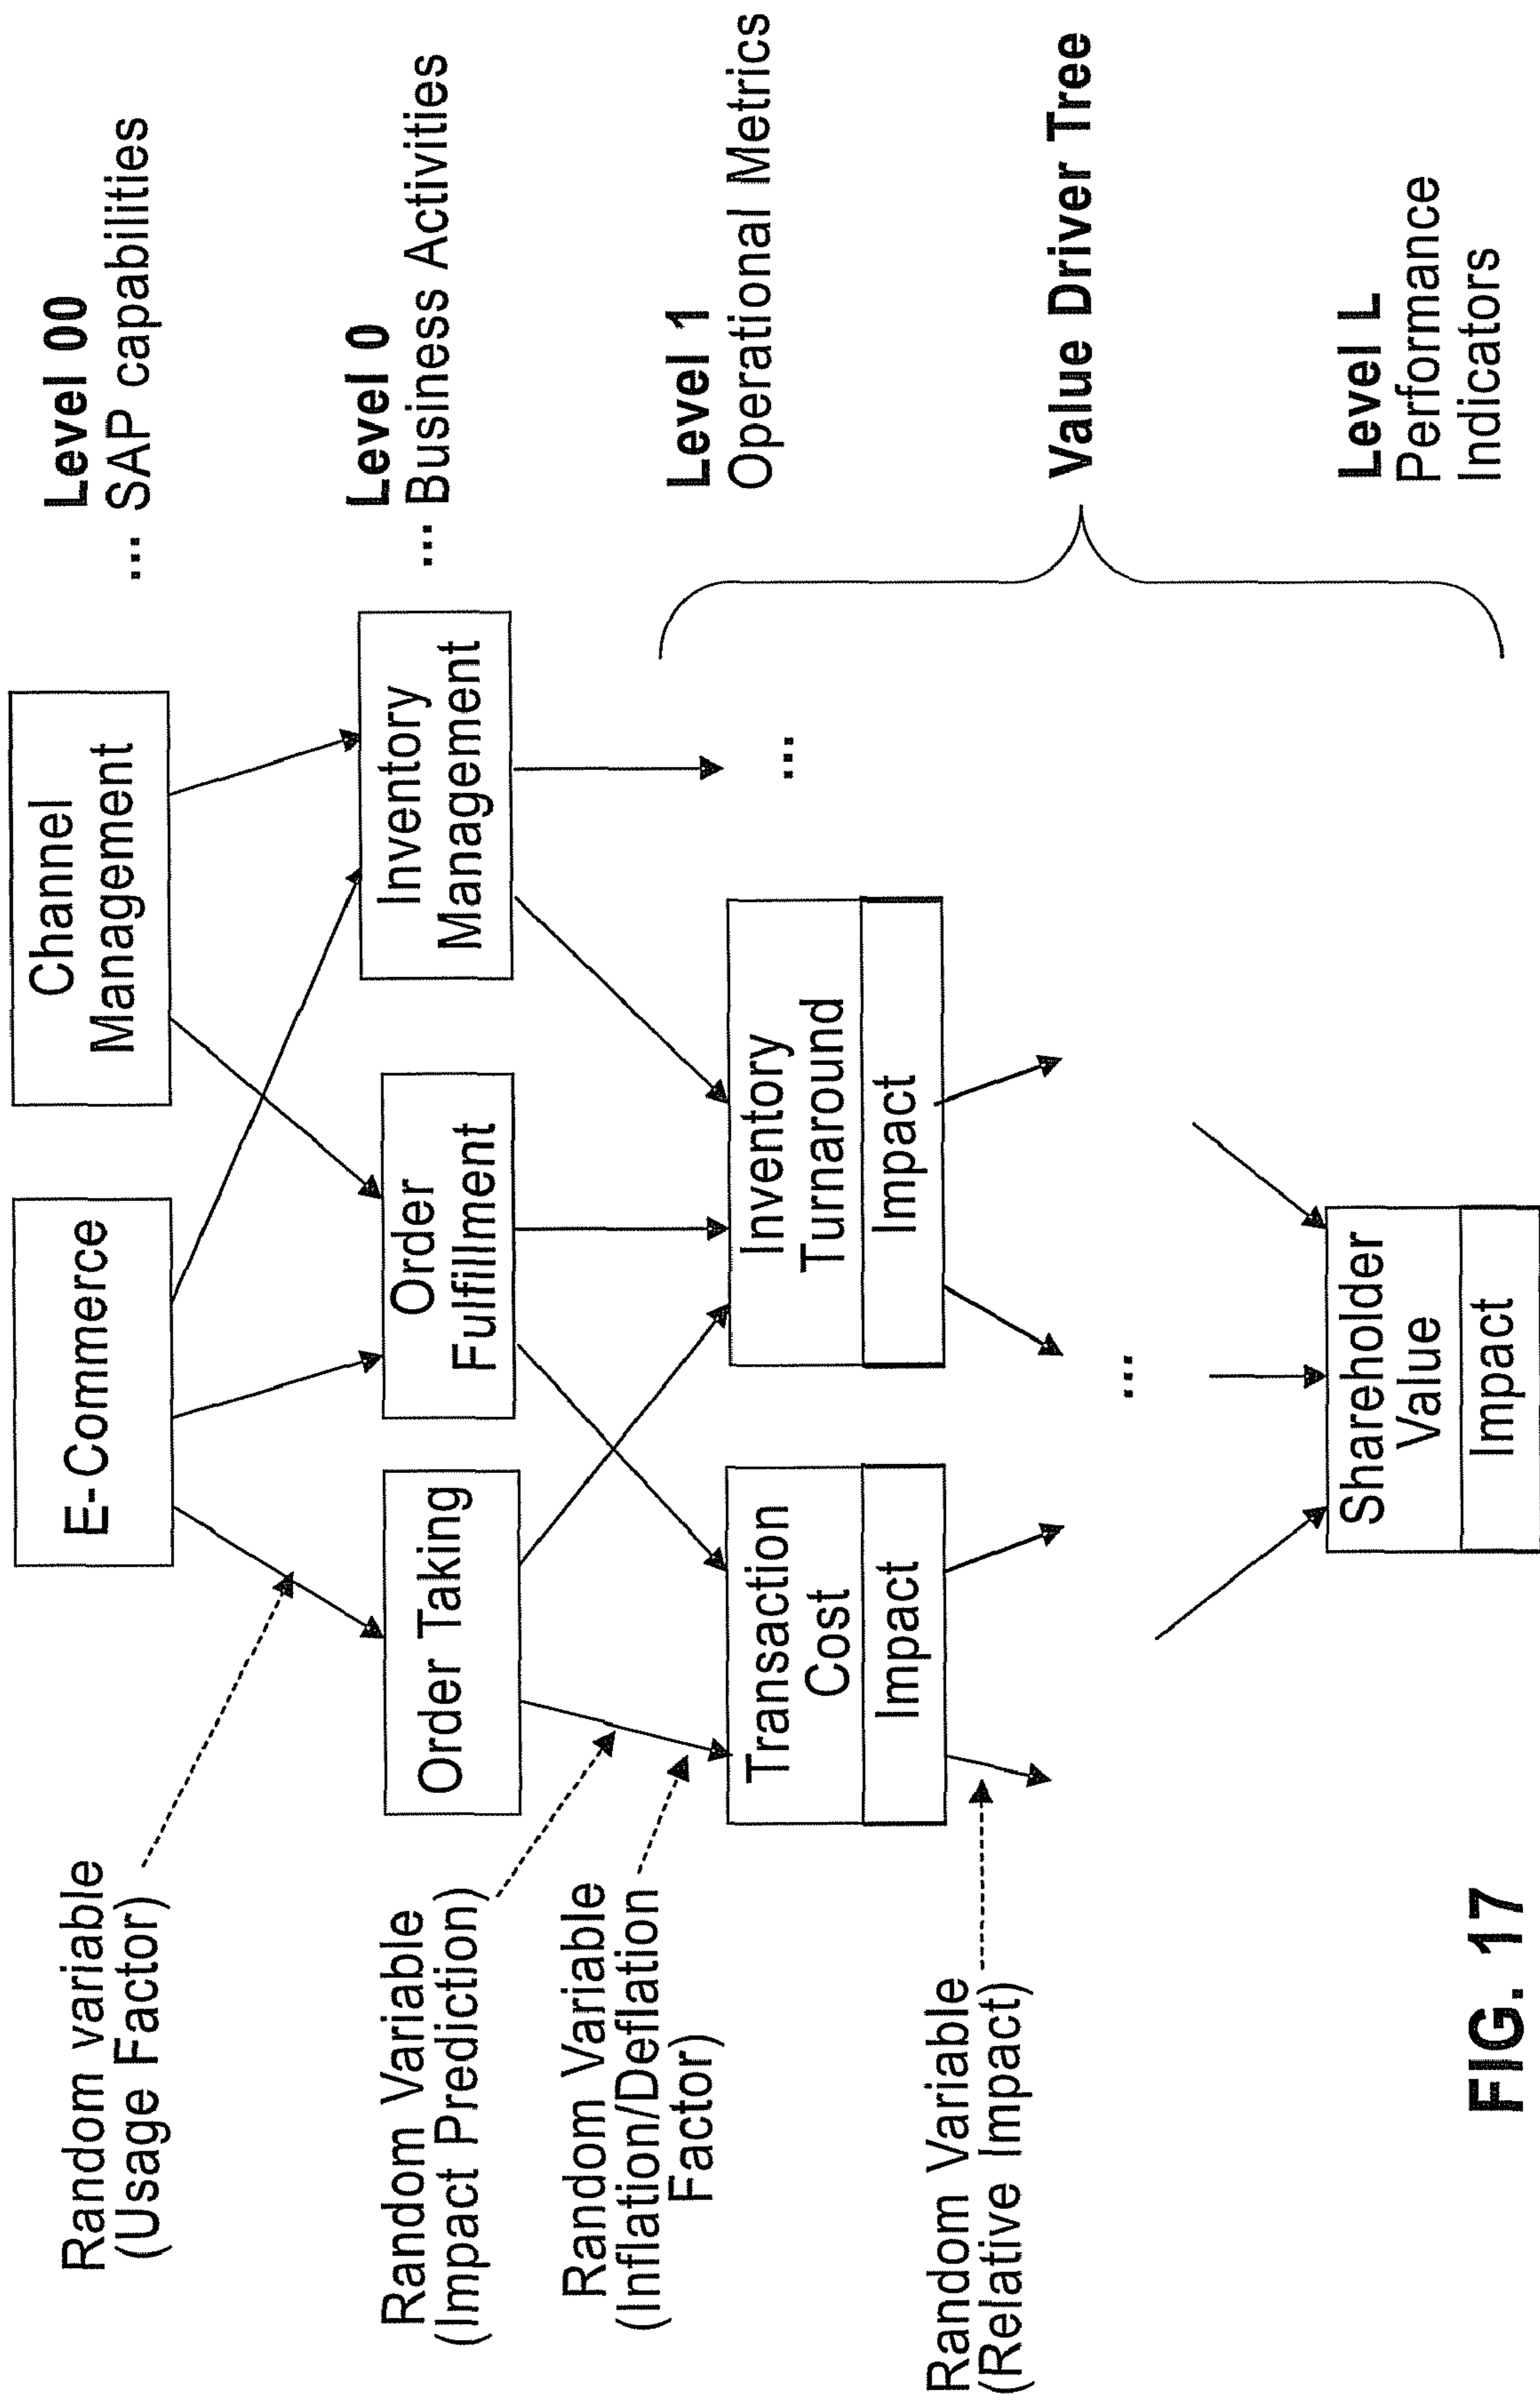 Random variable
(Usage Factor)
E-Commerce
Channel
Management
Level 00
... SAP capabilities
Random Variable
(Impact Prediction)
Order Taking
Order
Fulfillment
Inventory
Management
Level 0
... Business Activities
Random Variable
(Inflation/Deflation
Factor)
Transaction
Cost
Impact
Inventory
Turnaround
Impact
...
Level 1
Operational Metrics
Random Variable
(Relative Impact)
...
Value Driver Tree
Shareholder
Value
Impact
Level L
Performance
Indicators
FIG. 17